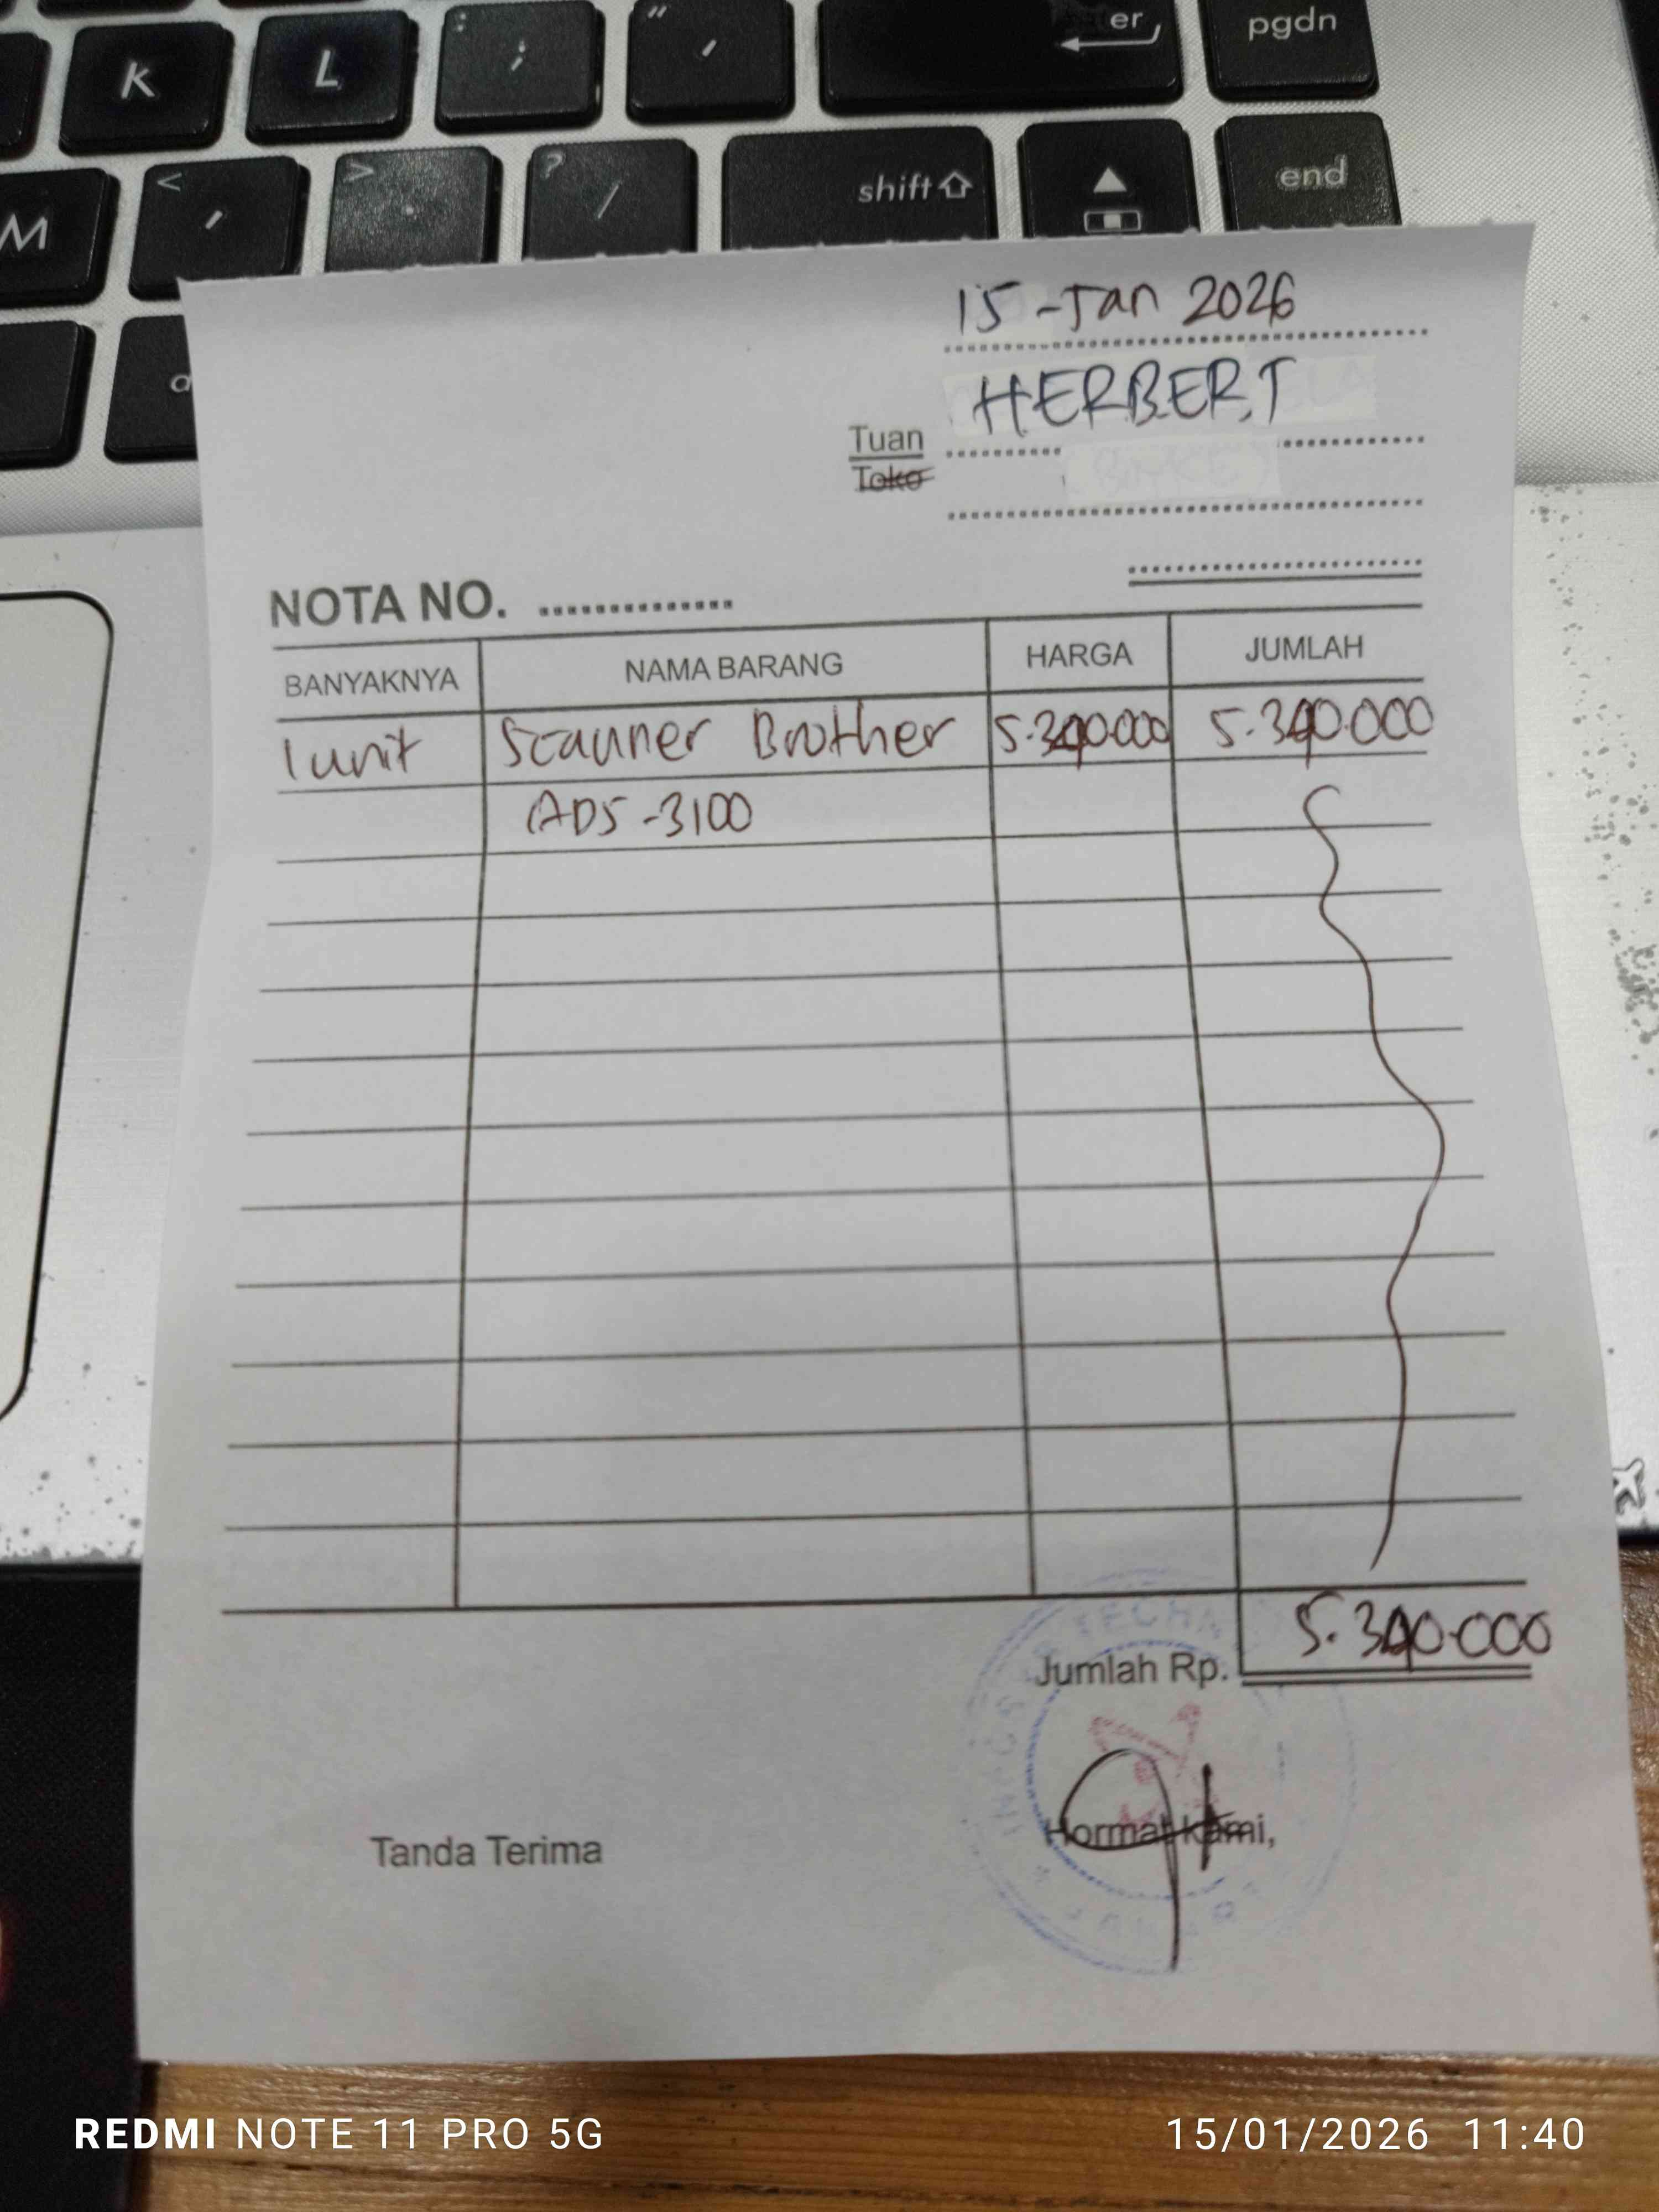 K L ; " ' er pgdn
M < , > . ? / shift end
15 - Jan 2026
HERBERT
Tuan
Toko
NOTA NO. ..............
BANYAKNYA NAMA BARANG HARGA JUMLAH
1 unit Scanner Brother 5.340.000 5.340.000
ADS - 3100
5.340.000
Jumlah Rp.
Tanda Terima Hormat kami,
REDMI NOTE 11 PRO 5G 15/01/2026 11:40